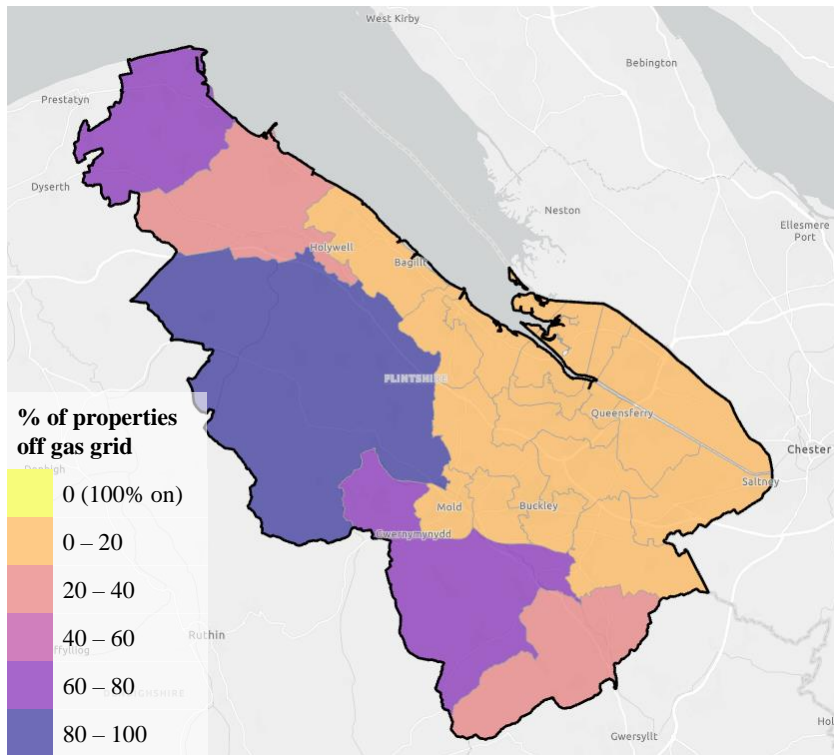 West Kirby
Bebington
Prestatyn
Dyserth
Neston
Ellesmere
Port
Holywell
Bagillt
FLINTSHIRE
Queensferry
Chester
Saltney
Mold
Buckley
Gwernymynydd
Ruthin
Gwersyllt
% of properties
off gas grid
0 (100% on)
0 – 20
20 – 40
40 – 60
60 – 80
80 – 100